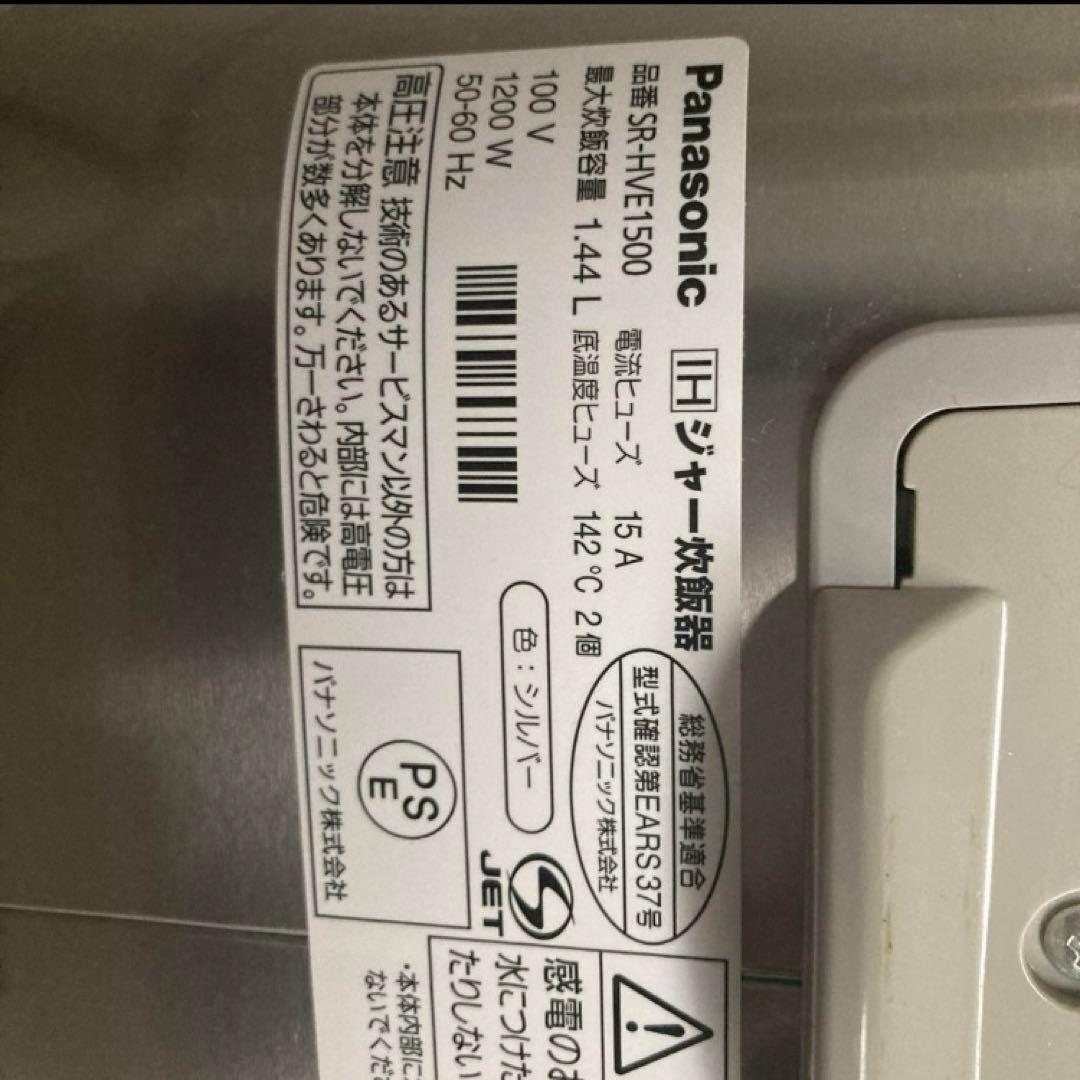 Panasonic IHジャー炊飯器
品番 SR-HVE1500 電流ヒューズ 15 A
最大炊飯容量 1.44 L 底温度ヒューズ 142 ℃ 2 個
100 V
1200 W
50-60 Hz
高圧注意 技術のあるサービスマン以外の方は
本体を分解しないでください。内部には高電圧
部分が数多くあります。万一さわると危険です。
総務省基準適合
型式確認第EARS37号
パナソニック株式会社
色：シルバー
JET
PS
E
パナソニック株式会社
感電のお
水につけた
たりしない
・本体内部に
ないでくだ